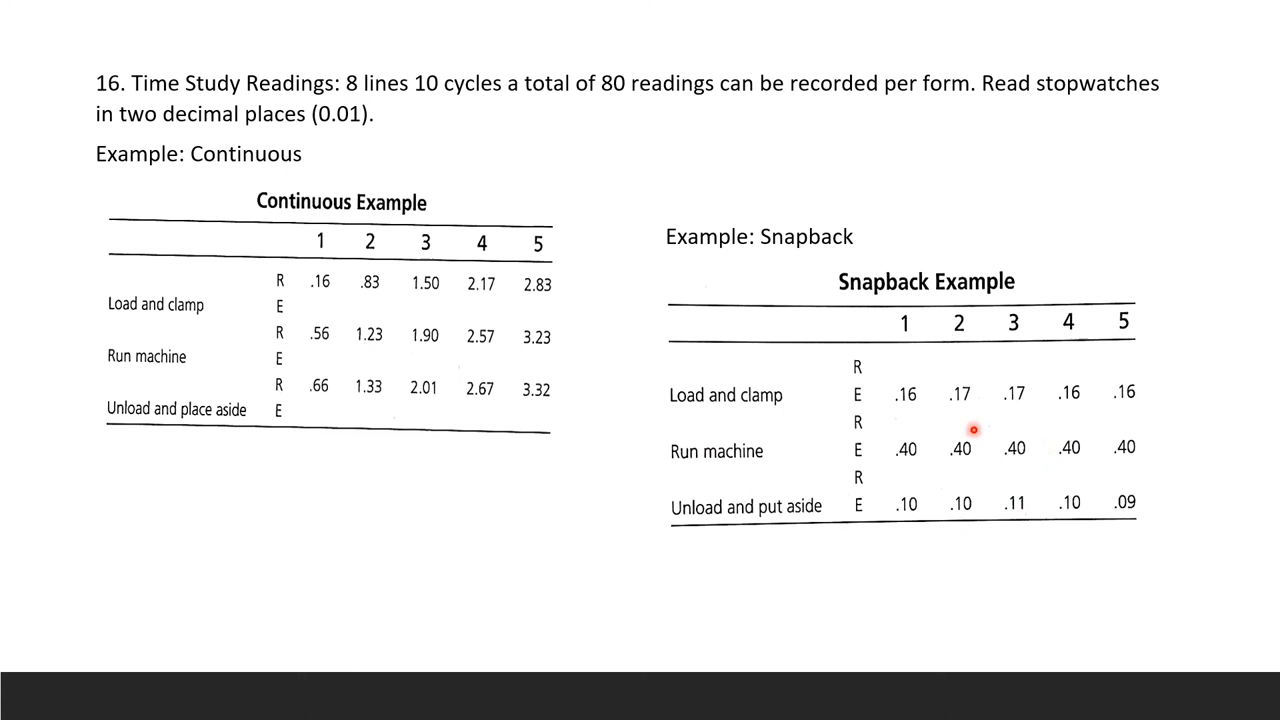 16. Time Study Readings: 8 lines 10 cycles a total of 80 readings can be recorded per form. Read stopwatches
in two decimal places (0.01).
Example: Continuous
Continuous Example
1 2 3 4 5
R .16 .83 1.50 2.17 2.83
Load and clamp E
R .56 1.23 1.90 2.57 3.23
Run machine E
R .66 1.33 2.01 2.67 3.32
Unload and place aside E
Example: Snapback
Snapback Example
1 2 3 4 5
R
Load and clamp E .16 .17 .17 .16 .16
R
Run machine E .40 .40 .40 .40 .40
R
Unload and put aside E .10 .10 .11 .10 .09